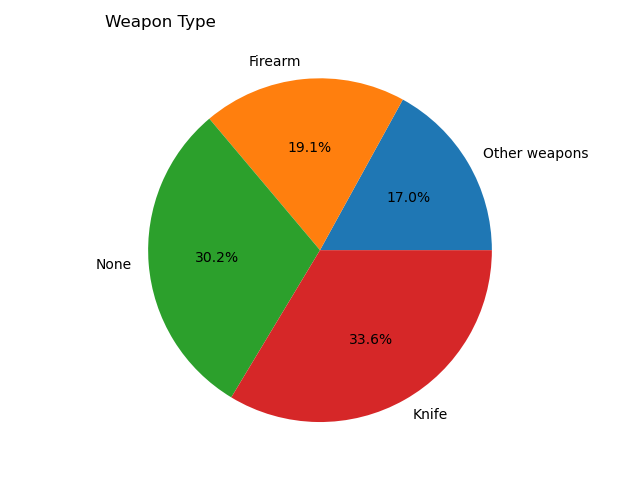 Weapon Type
Firearm
Other weapons
19.1%
17.0%
None
30.2%
33.6%
Knife